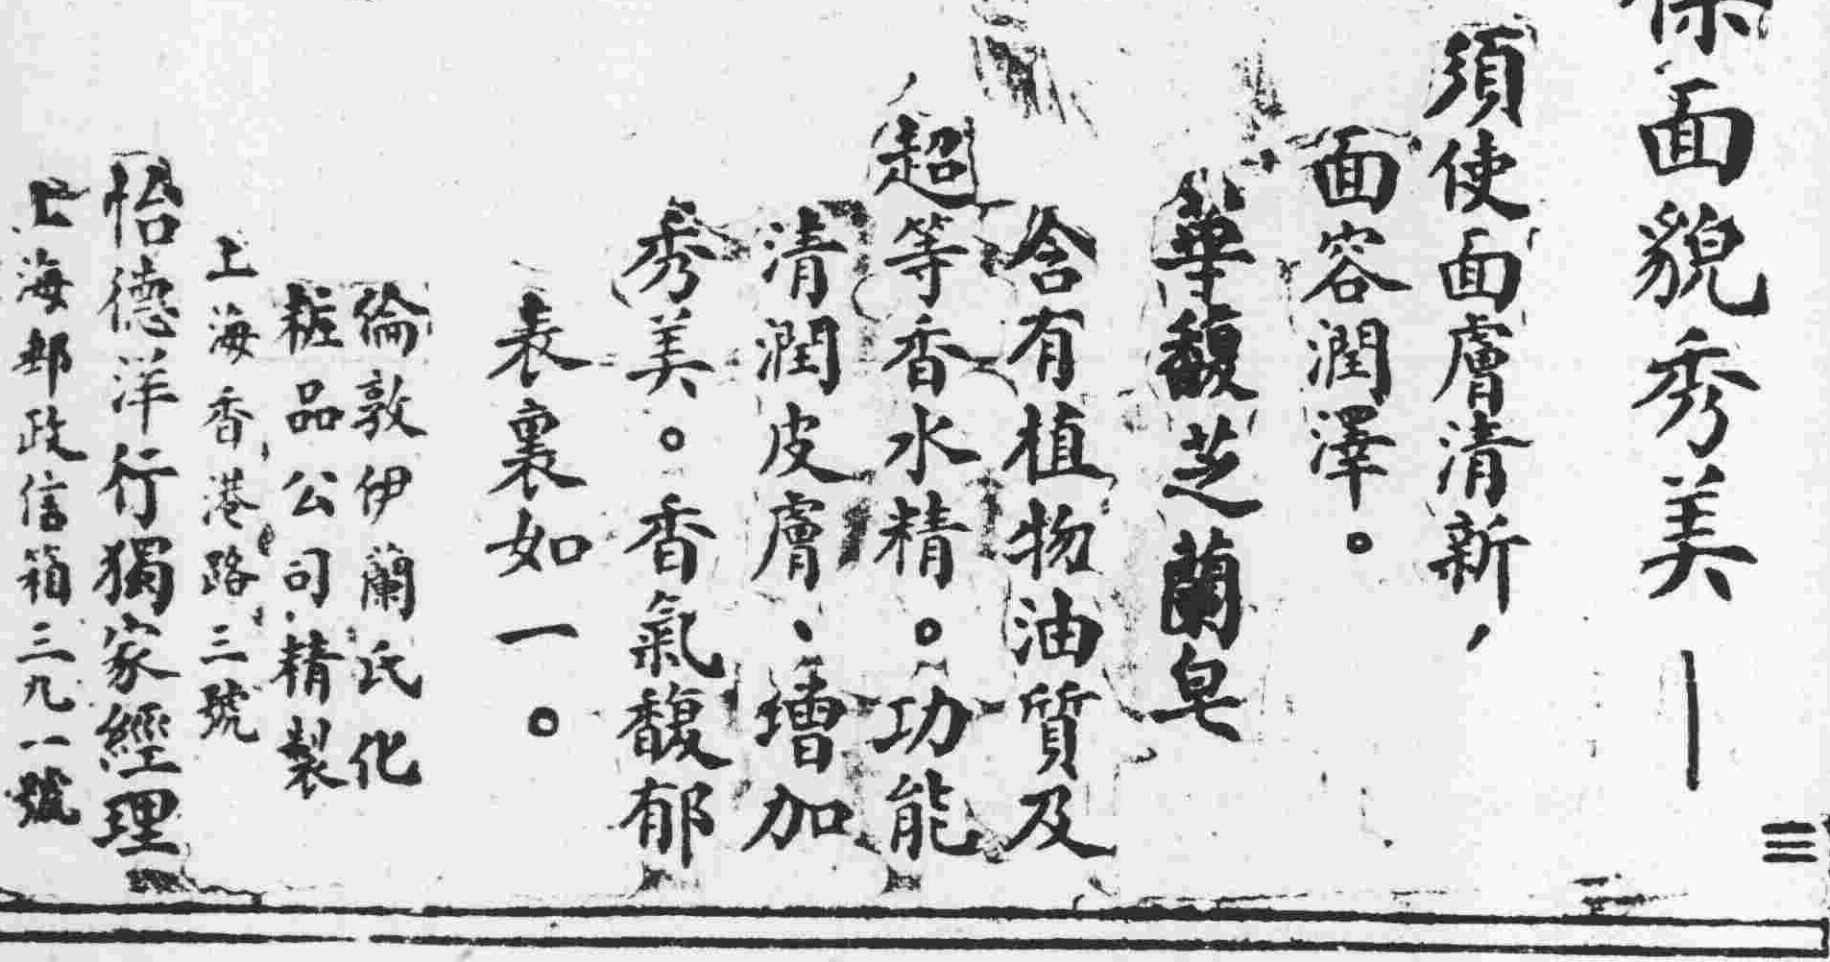 保面貌秀美—
須使面膚清新，
面容潤澤。
華馥芝蘭皂
含有植物油質及
超等香水精。功能
清潤皮膚、增加
秀美。香氣馥郁
表裏如一。
倫敦伊蘭氏化
粧品公司精製
上海香港路三號
怡德洋行獨家經理
上海郵政信箱三九一號
三